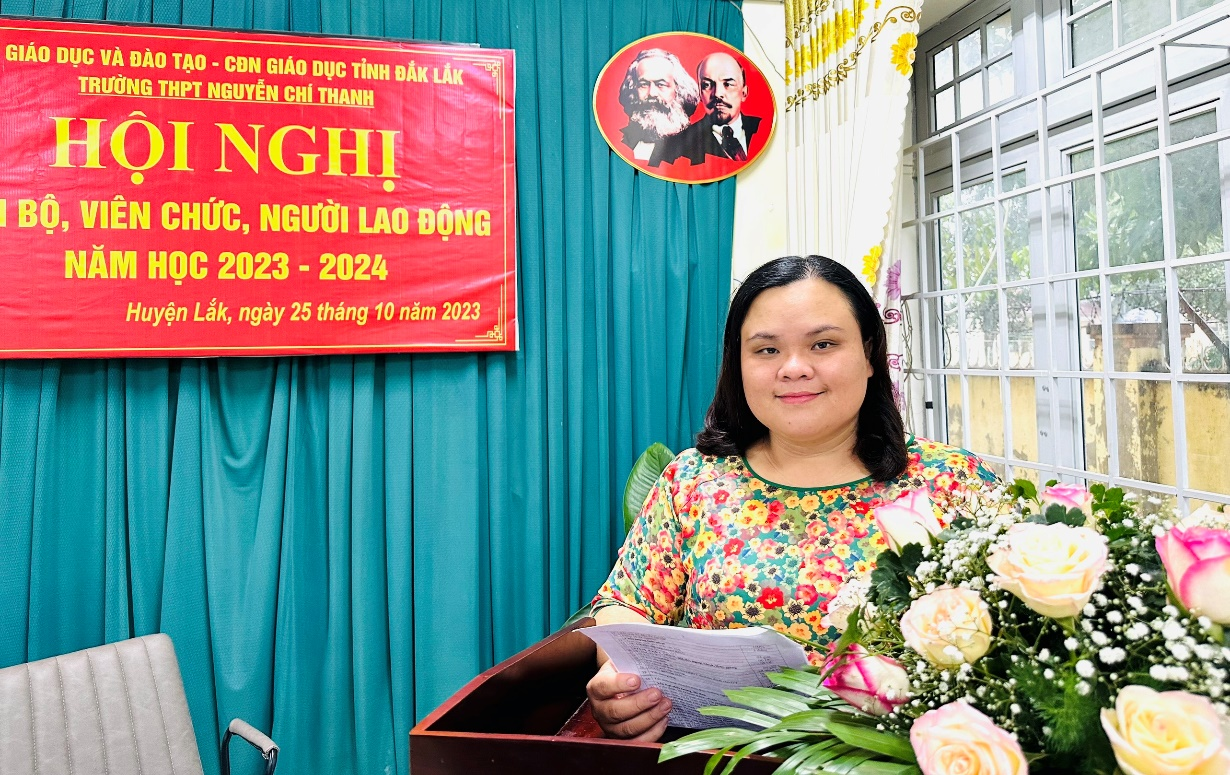 GIÁO DỤC VÀ ĐÀO TẠO - CĐN GIÁO DỤC TỈNH ĐẮK LẮK
TRƯỜNG THPT NGUYỄN CHÍ THANH
HỘI NGHỊ
BỘ, VIÊN CHỨC, NGƯỜI LAO ĐỘNG
NĂM HỌC 2023 - 2024
Huyện Lắk, ngày 25 tháng 10 năm 2023